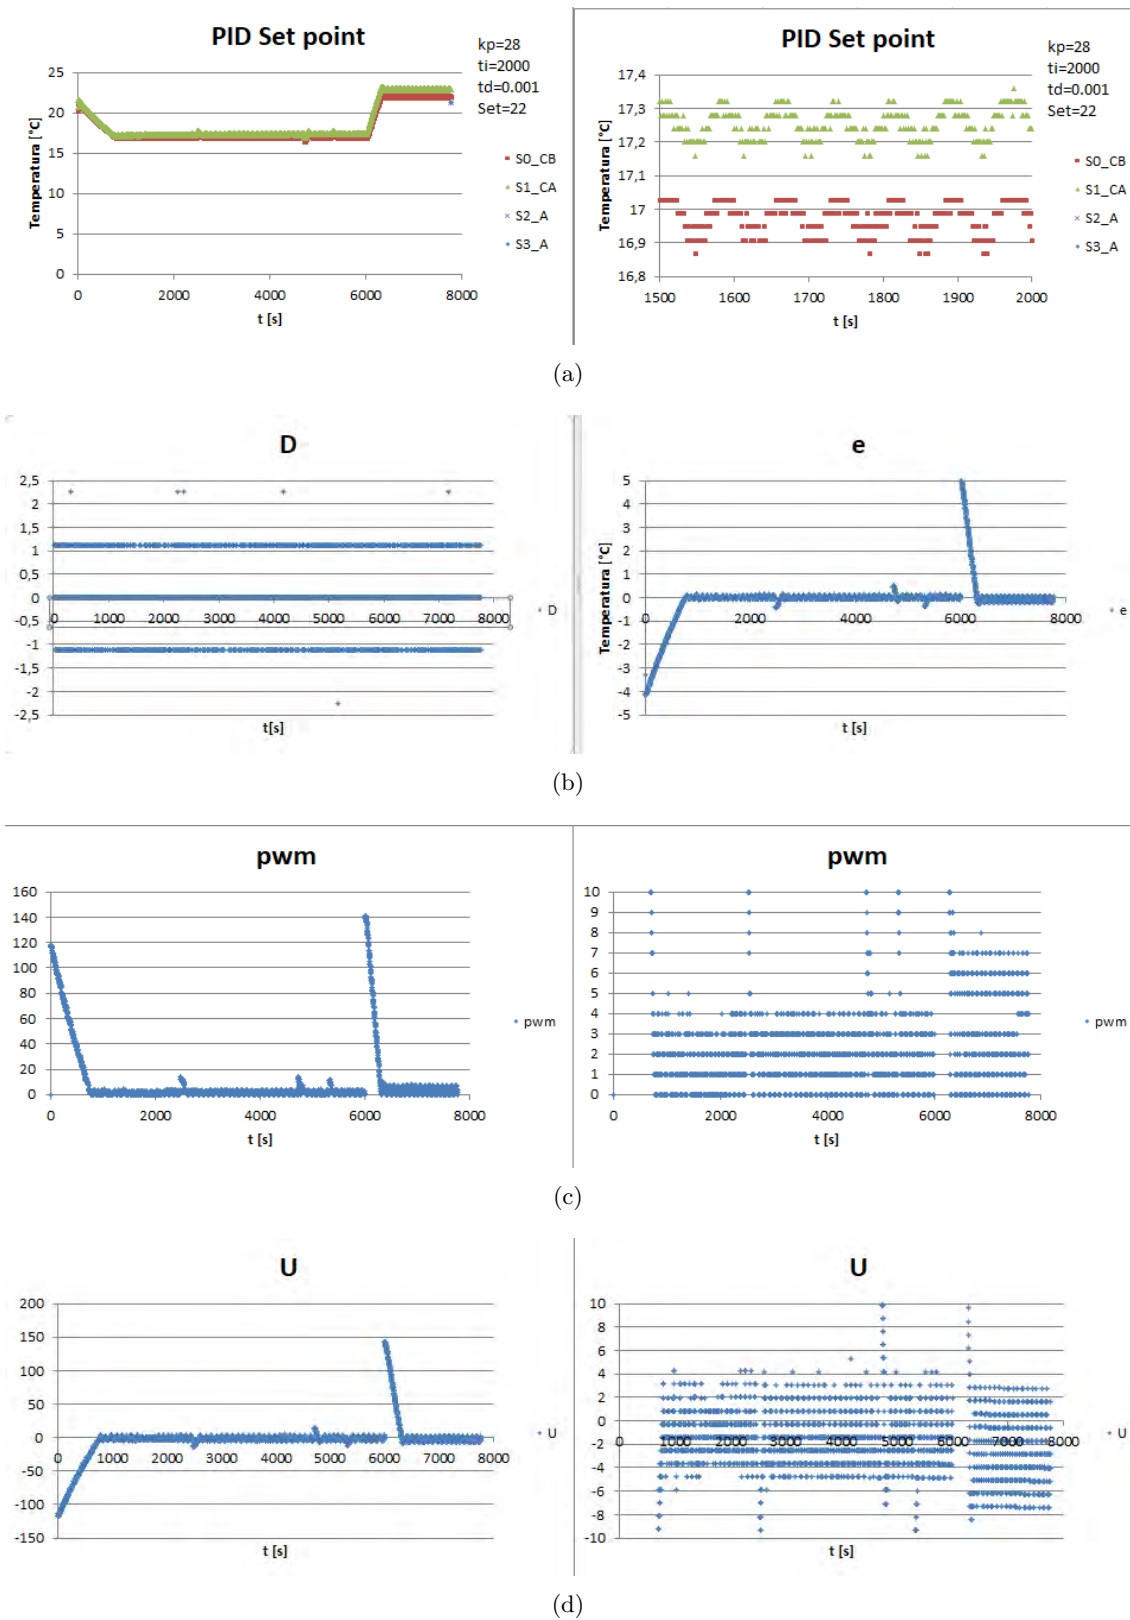 PID Set point
kp=28
ti=2000
td=0.001
Set=22
25
20
15
10
5
0
Temperatura [°C]
0 2000 4000 6000 8000
t [s]
S0_CB
S1_CA
S2_A
S3_A
PID Set point
kp=28
ti=2000
td=0.001
Set=22
17,4
17,3
17,2
17,1
17
16,9
16,8
Temperatura [°C]
1500 1600 1700 1800 1900 2000
t [s]
S0_CB
S1_CA
S2_A
S3_A
(a)
D
2,5
2
1,5
1
0,5
0
-0,5
-1
-1,5
-2
-2,5
0 1000 2000 3000 4000 5000 6000 7000 8000
t[s]
D
e
5
4
3
2
1
0
-1
-2
-3
-4
-5
Temperatura [°C]
0 2000 4000 6000 8000
t [s]
e
(b)
pwm
160
140
120
100
80
60
40
20
0
0 2000 4000 6000 8000
t [s]
pwm
pwm
10
9
8
7
6
5
4
3
2
1
0
0 2000 4000 6000 8000
t [s]
pwm
(c)
U
200
150
100
50
0
-50
-100
-150
0 1000 2000 3000 4000 5000 6000 7000 8000
t [s]
U
U
10
8
6
4
2
0
-2
-4
-6
-8
-10
0 1000 2000 3000 4000 5000 6000 7000 8000
t [s]
U
(d)